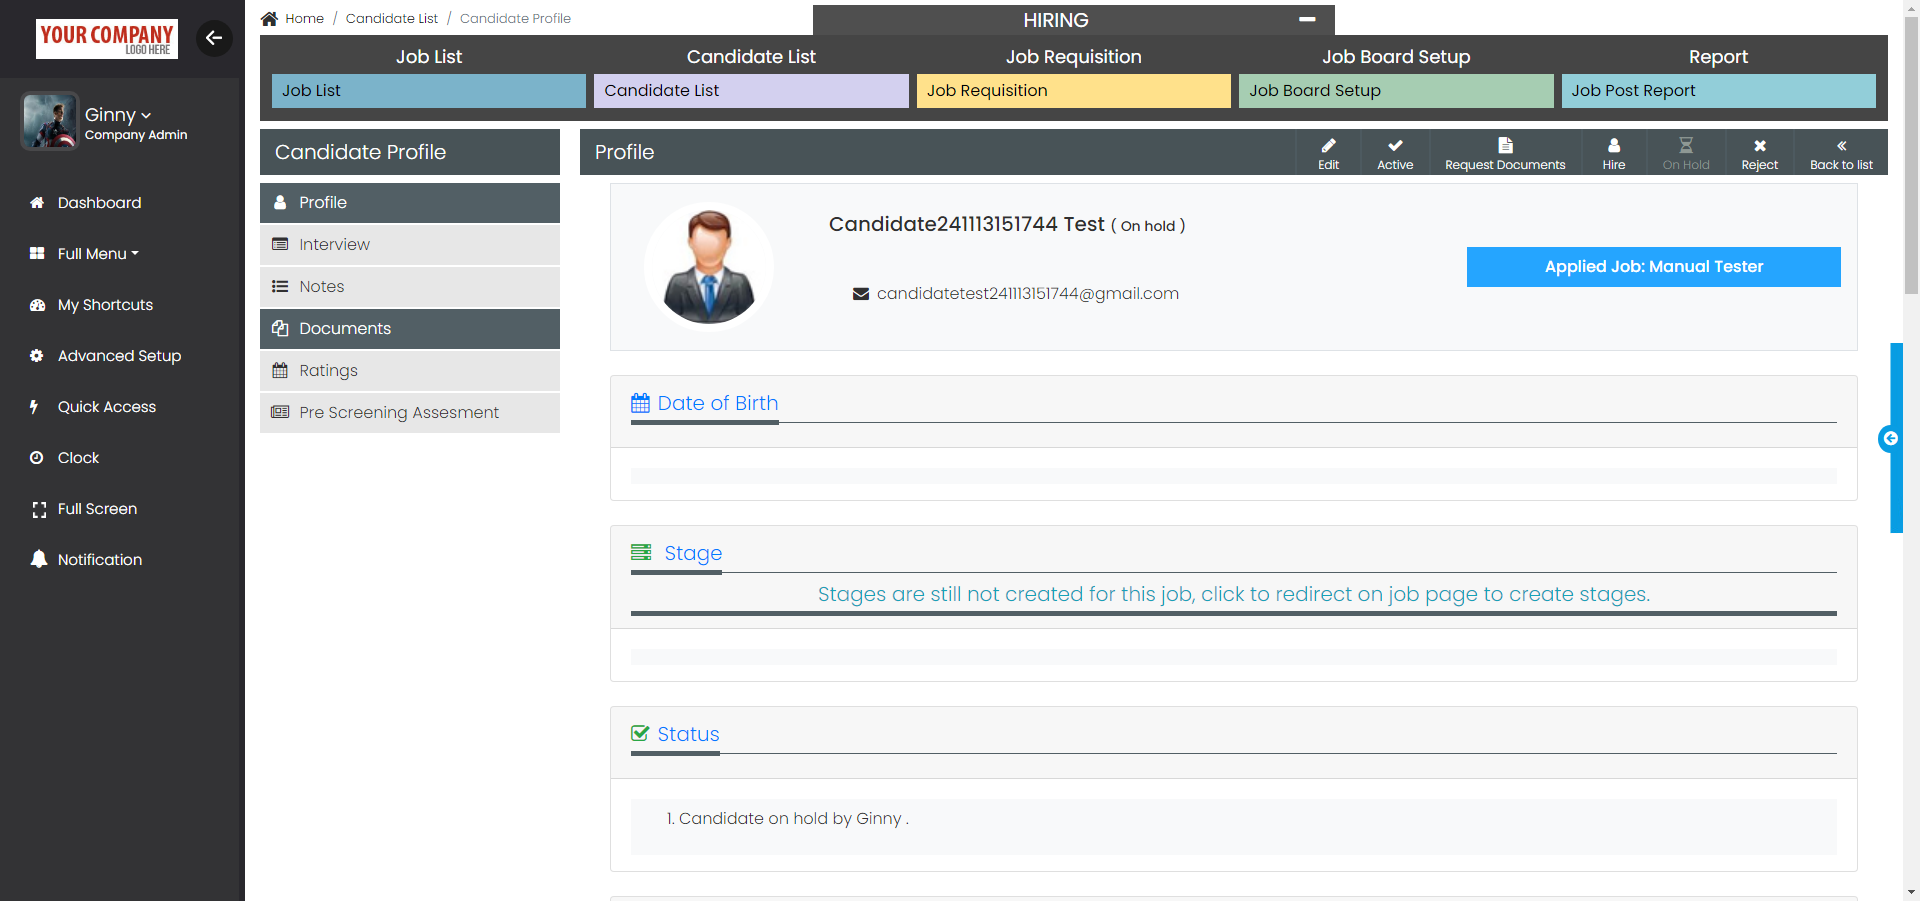 YOUR COMPANY
LOGO HERE
Ginny
Company Admin
Dashboard
Full Menu
My Shortcuts
Advanced Setup
Quick Access
Clock
Full Screen
Notification
Home / Candidate List / Candidate Profile
HIRING
Job List
Candidate List
Job Requisition
Job Board Setup
Report
Job List
Candidate List
Job Requisition
Job Board Setup
Job Post Report
Candidate Profile
Profile
Interview
Notes
Documents
Ratings
Pre Screening Assesment
Profile
Edit
Active
Request Documents
Hire
On Hold
Reject
Back to list
Candidate241113151744 Test ( On hold )
candidatetest241113151744@gmail.com
Applied Job: Manual Tester
Date of Birth
Stage
Stages are still not created for this job, click to redirect on job page to create stages.
Status
1. Candidate on hold by Ginny .